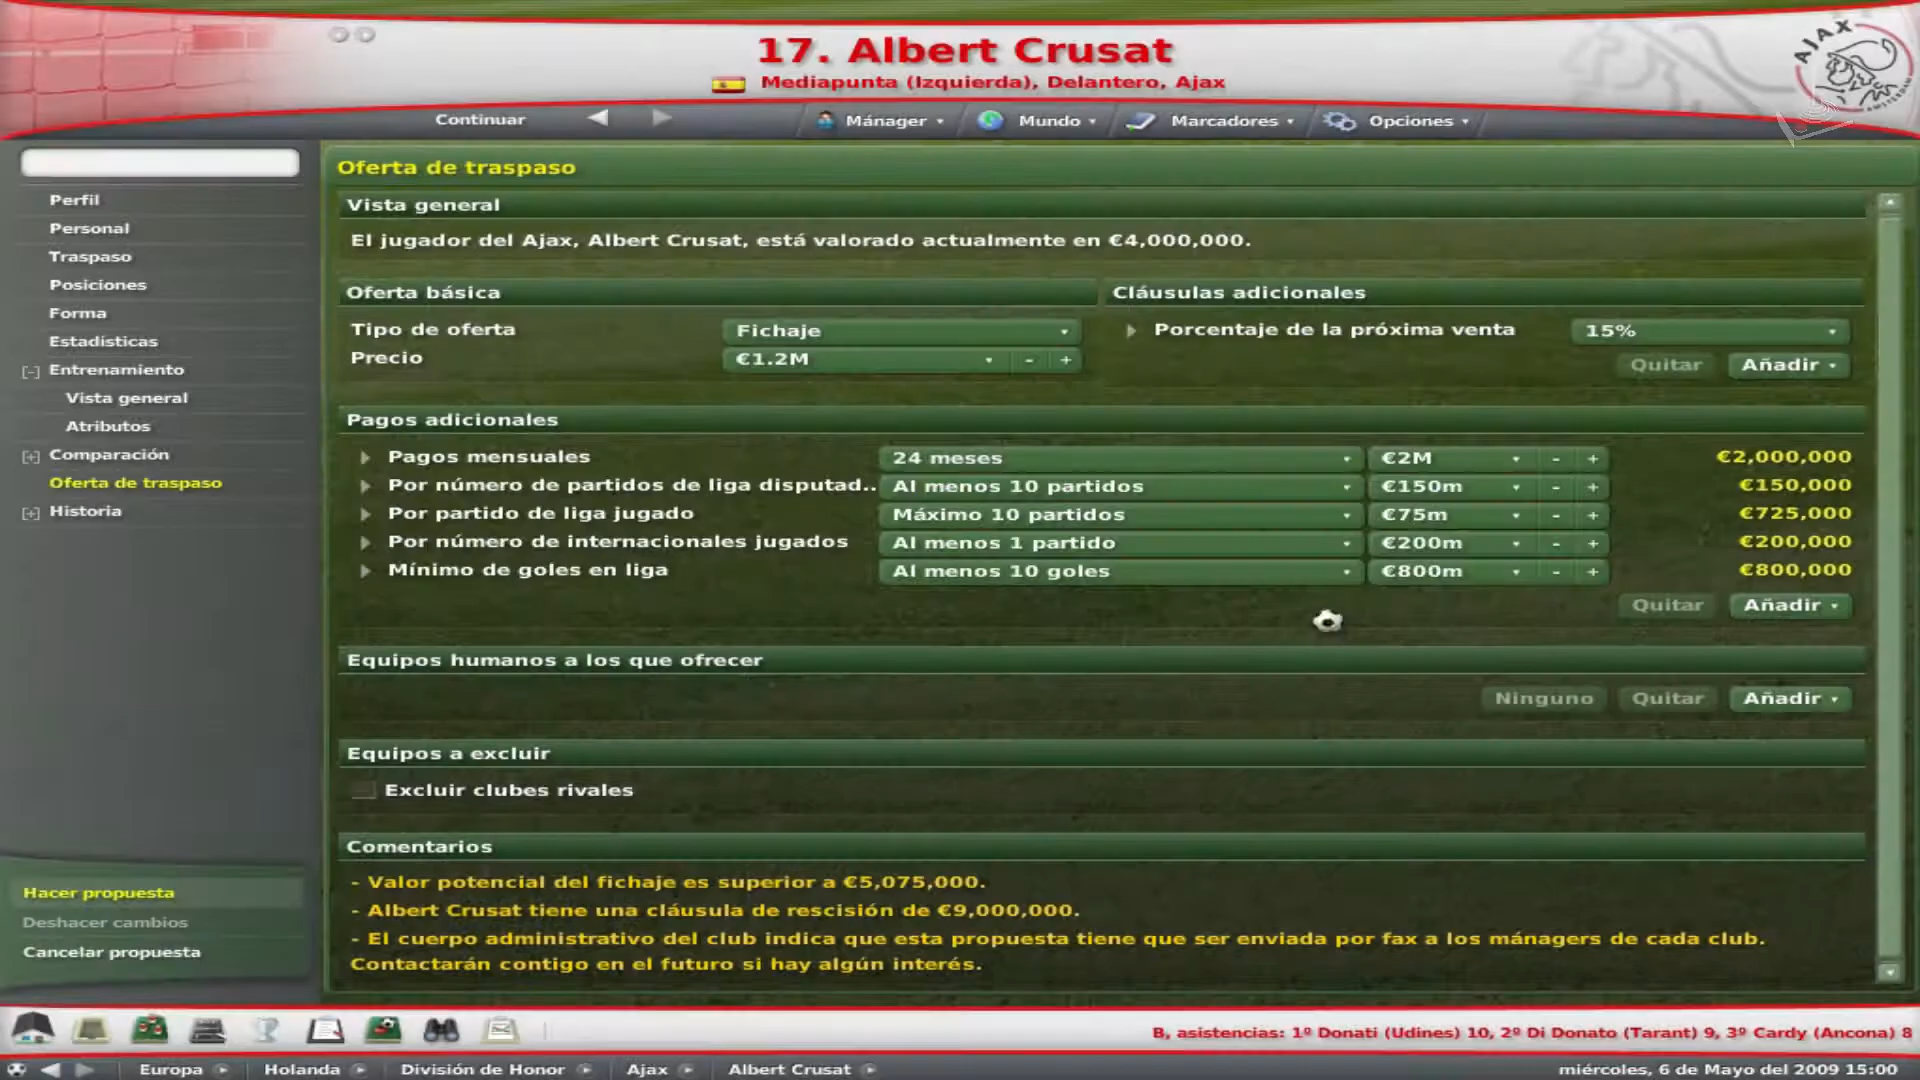 17. Albert Crusat
Mediapunta (Izquierda), Delantero, Ajax
AJAX
AMSTERDAM
Continuar
Mánager
Mundo
Marcadores
Opciones
Perfil
Personal
Traspaso
Posiciones
Forma
Estadísticas
[-] Entrenamiento
Vista general
Atributos
[+] Comparación
Oferta de traspaso
[+] Historia
Hacer propuesta
Deshacer cambios
Cancelar propuesta
Oferta de traspaso
Vista general
El jugador del Ajax, Albert Crusat, está valorado actualmente en €4,000,000.
Oferta básica
Tipo de oferta Fichaje
Precio €1.2M - +
Cláusulas adicionales
Porcentaje de la próxima venta 15%
Quitar Añadir
Pagos adicionales
Pagos mensuales 24 meses €2M - + €2,000,000
Por número de partidos de liga disputad.. Al menos 10 partidos €150m - + €150,000
Por partido de liga jugado Máximo 10 partidos €75m - + €725,000
Por número de internacionales jugados Al menos 1 partido €200m - + €200,000
Mínimo de goles en liga Al menos 10 goles €800m - + €800,000
Quitar Añadir
Equipos humanos a los que ofrecer
Ninguno Quitar Añadir
Equipos a excluir
Excluir clubes rivales
Comentarios
- Valor potencial del fichaje es superior a €5,075,000.
- Albert Crusat tiene una cláusula de rescisión de €9,000,000.
- El cuerpo administrativo del club indica que esta propuesta tiene que ser enviada por fax a los mánagers de cada club.
Contactarán contigo en el futuro si hay algún interés.
B, asistencias: 1º Donati (Udines) 10, 2º Di Donato (Tarant) 9, 3º Cardy (Ancona) 8
Europa Holanda División de Honor Ajax Albert Crusat
miércoles, 6 de Mayo del 2009 15:00